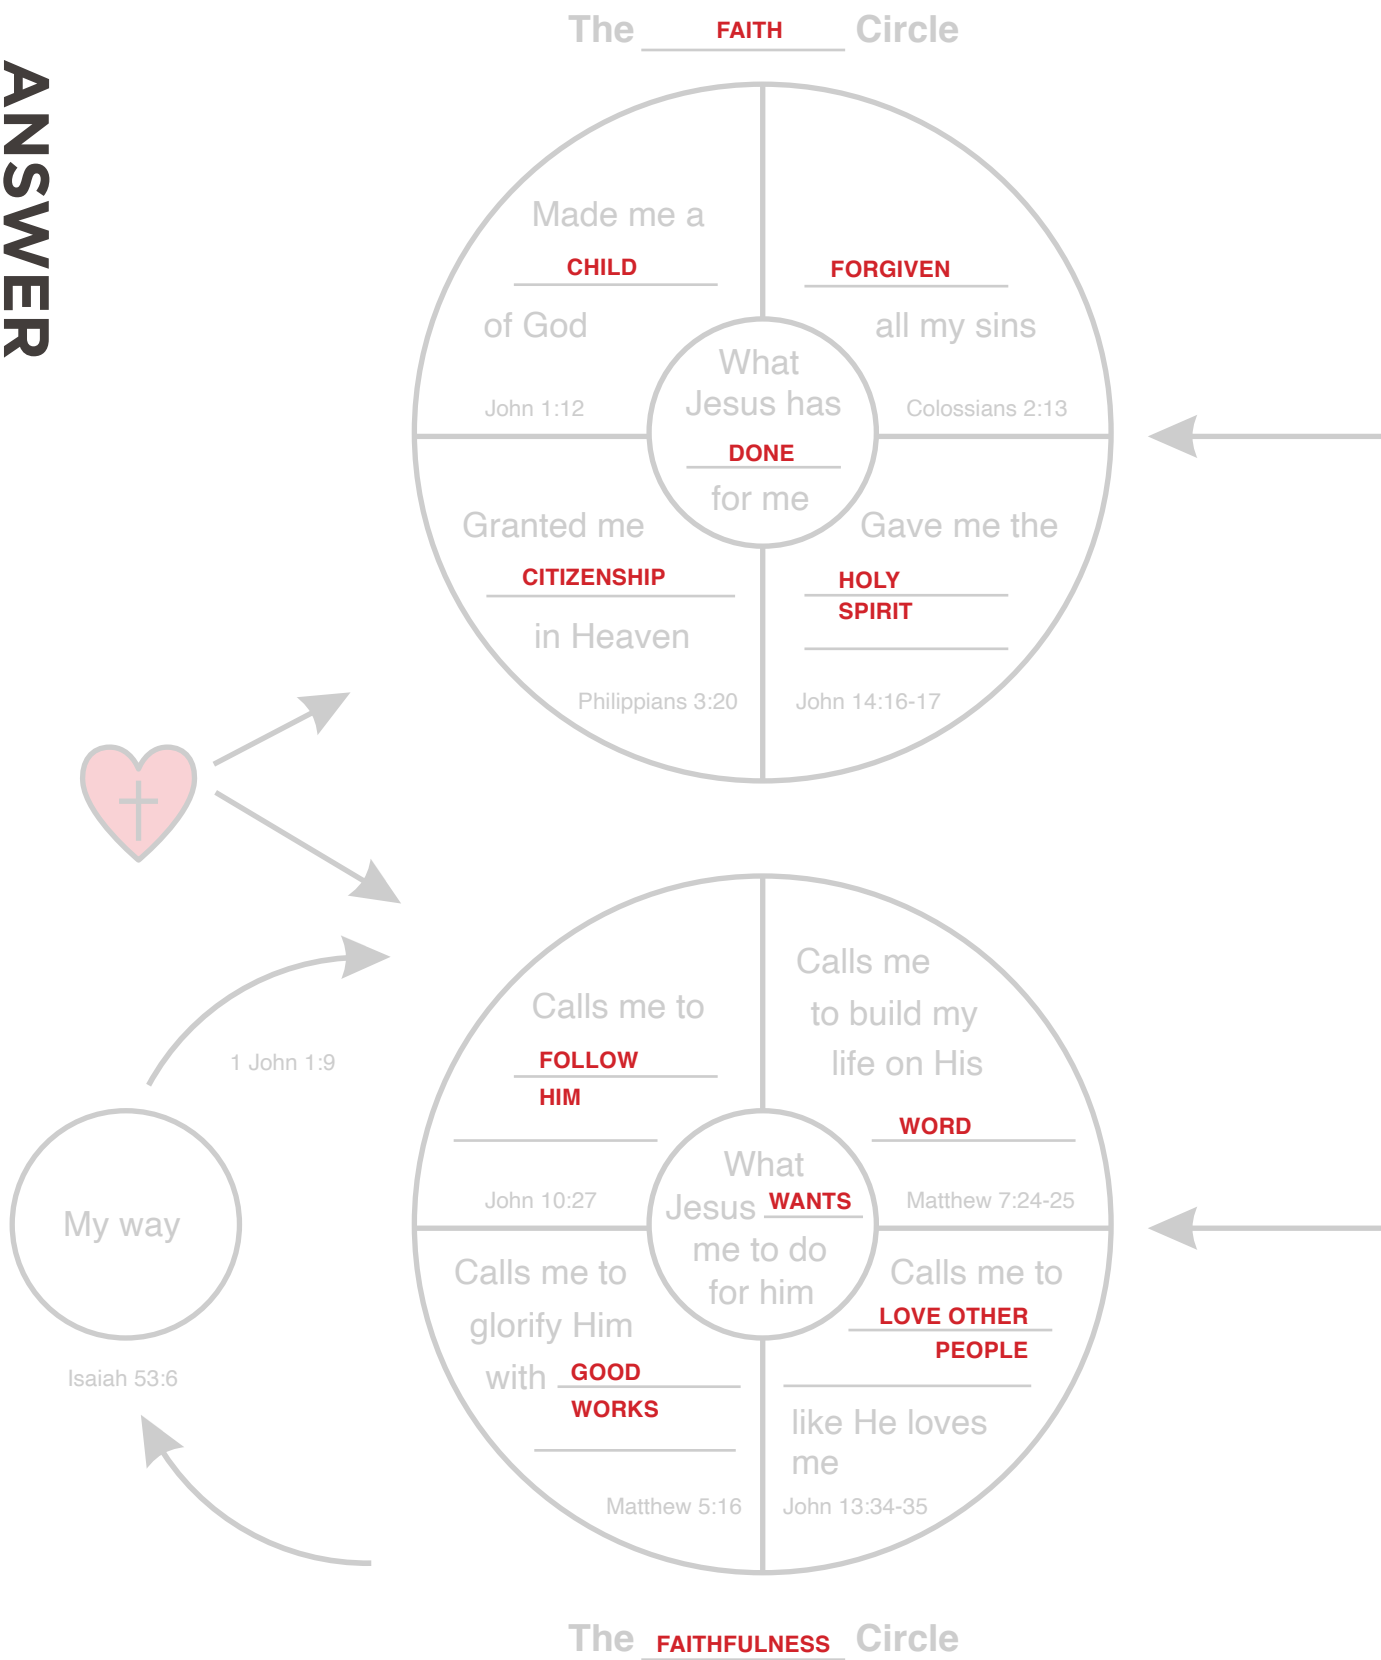 ANSWER
The FAITH Circle
Made me a
CHILD
of God
John 1:12
FORGIVEN
all my sins
Colossians 2:13
What
Jesus has
DONE
for me
Granted me
CITIZENSHIP
in Heaven
Philippians 3:20
Gave me the
HOLY
SPIRIT
John 14:16-17
Calls me to
FOLLOW
HIM
John 10:27
Calls me
to build my
life on His
WORD
Matthew 7:24-25
What
Jesus WANTS
me to do
for him
Calls me to
glorify Him
with GOOD
WORKS
Matthew 5:16
Calls me to
LOVE OTHER
PEOPLE
like He loves
me
John 13:34-35
1 John 1:9
My way
Isaiah 53:6
The FAITHFULNESS Circle